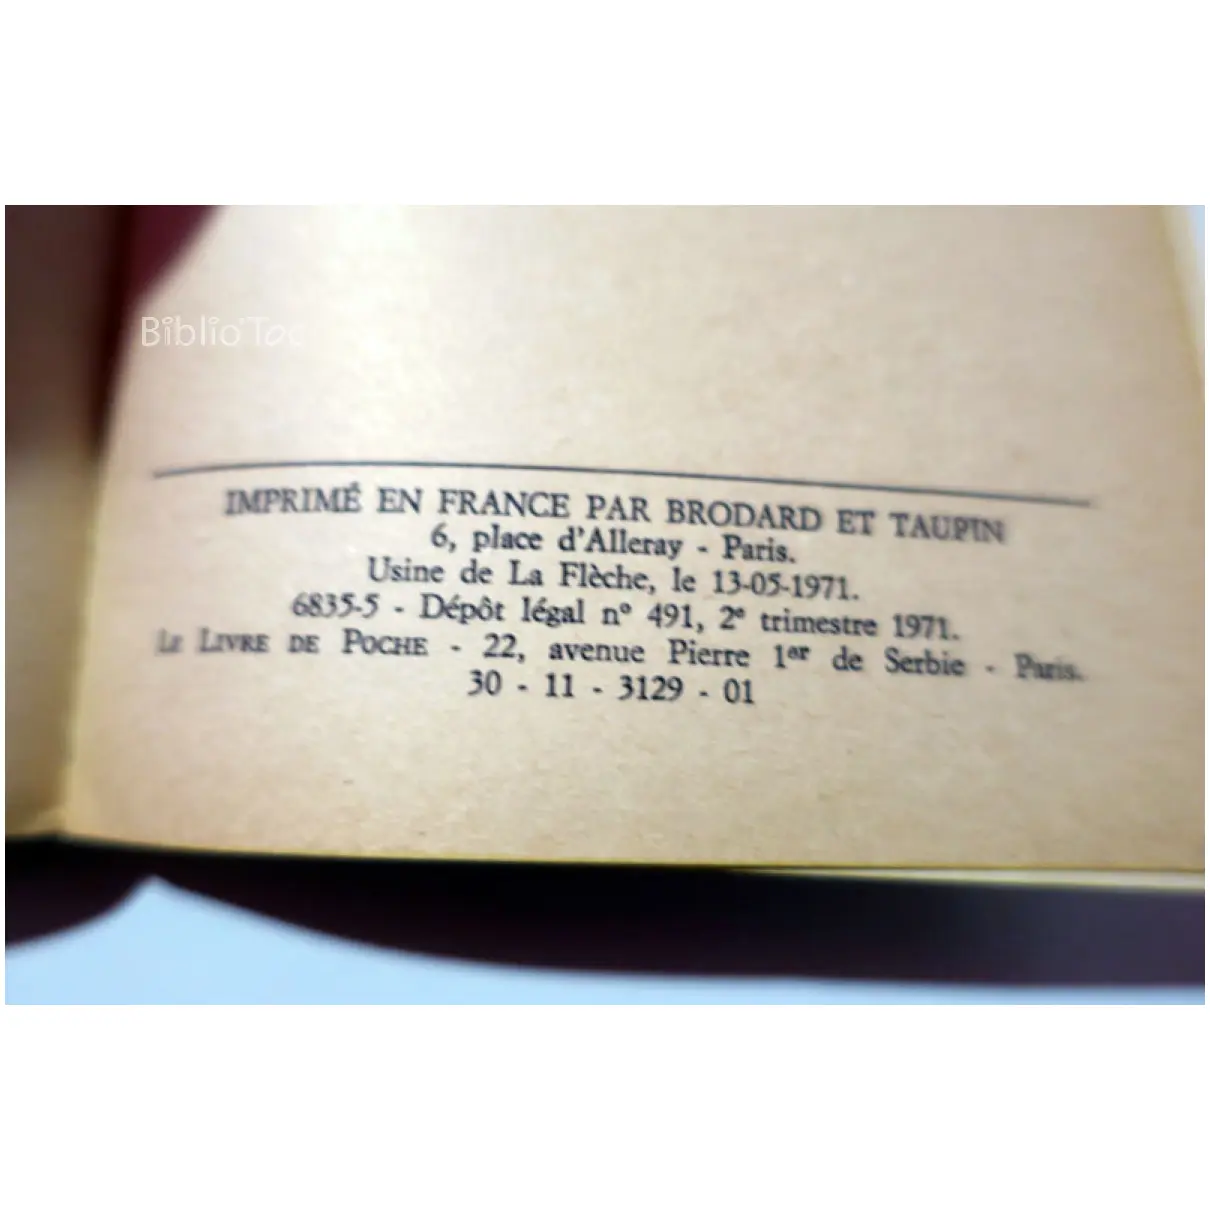 Biblio'Toc
IMPRIMÉ EN FRANCE PAR BRODARD ET TAUPIN
6, place d'Alleray - Paris.
Usine de La Flèche, le 13-05-1971.
6835-5 - Dépôt légal n° 491, 2e trimestre 1971.
LE LIVRE DE POCHE - 22, avenue Pierre 1er de Serbie - Paris.
30 - 11 - 3129 - 01